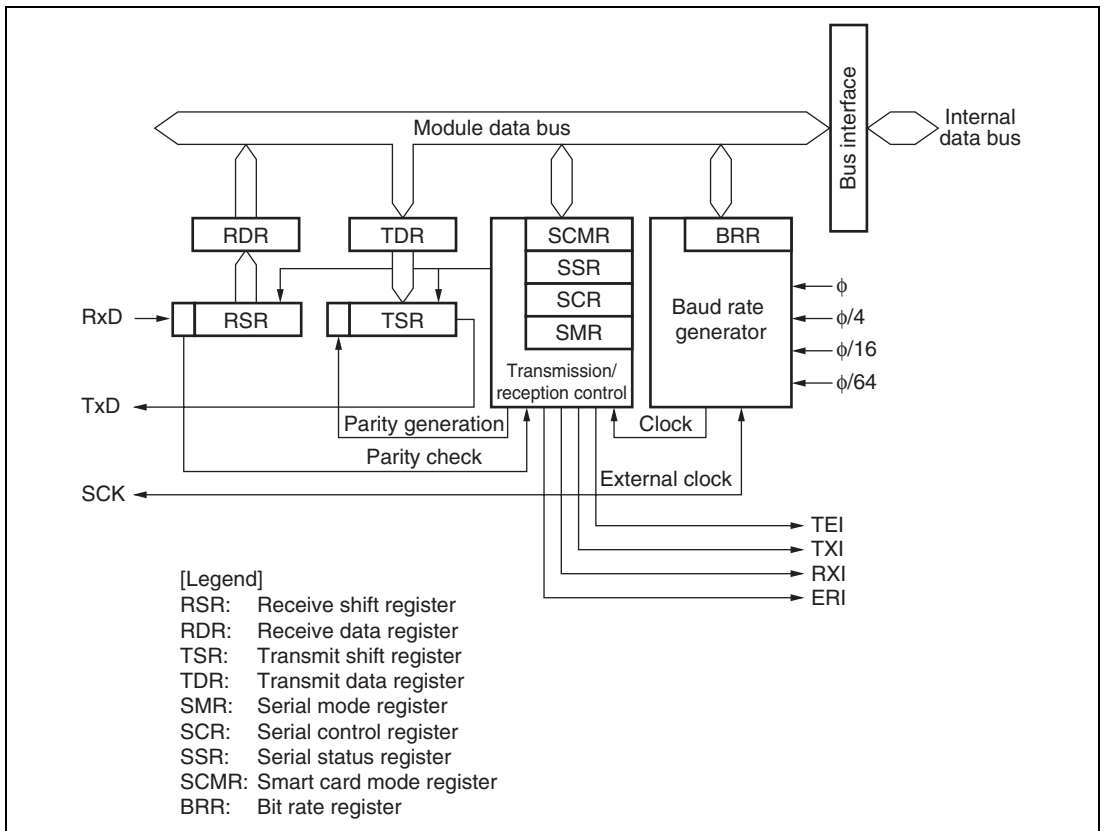 Module data bus
Bus interface
Internal
data bus
RDR
TDR
SCMR
BRR
SSR
SCR
SMR
RxD
RSR
TSR
Baud rate
generator
ϕ
ϕ/4
ϕ/16
ϕ/64
Transmission/
reception control
TxD
Parity generation
Clock
Parity check
SCK
External clock
TEI
TXI
RXI
ERI
[Legend]
RSR: Receive shift register
RDR: Receive data register
TSR: Transmit shift register
TDR: Transmit data register
SMR: Serial mode register
SCR: Serial control register
SSR: Serial status register
SCMR: Smart card mode register
BRR: Bit rate register